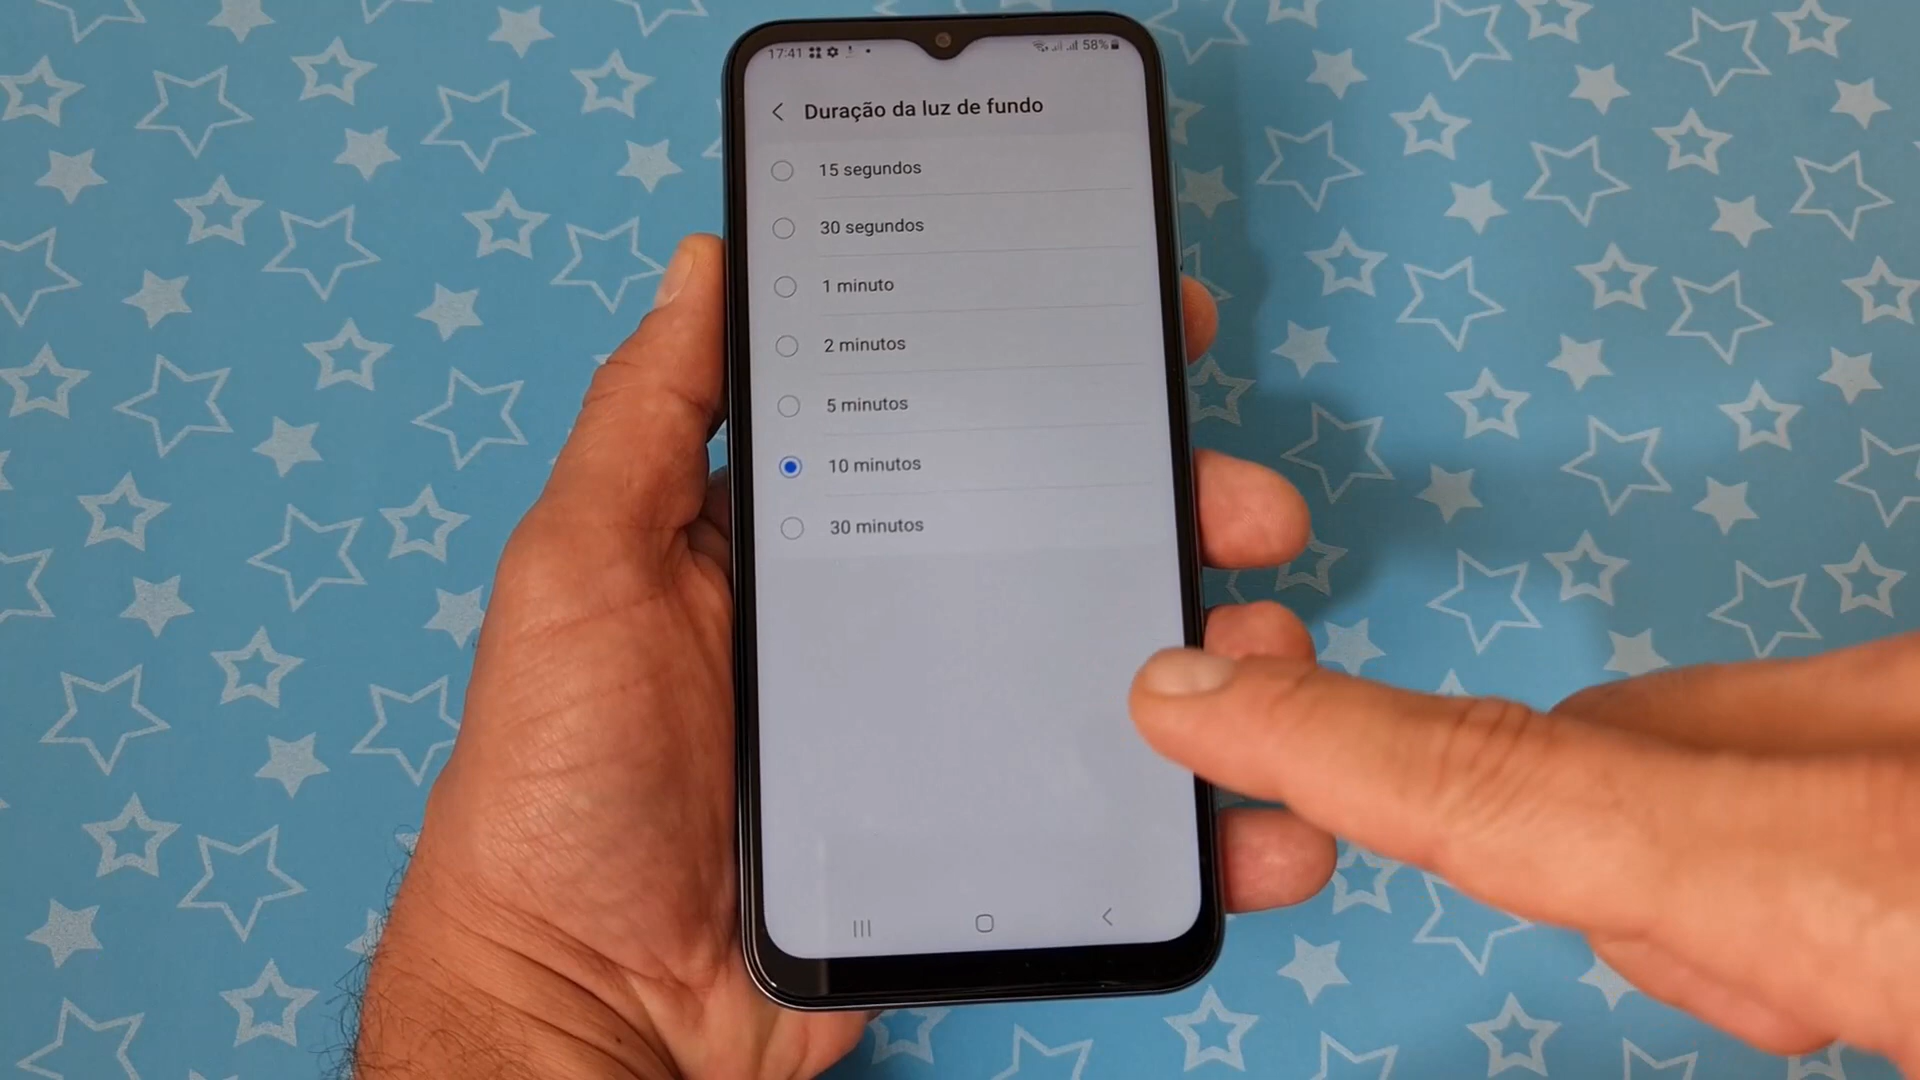 17:41
58%
Duração da luz de fundo
15 segundos
30 segundos
1 minuto
2 minutos
5 minutos
10 minutos
30 minutos